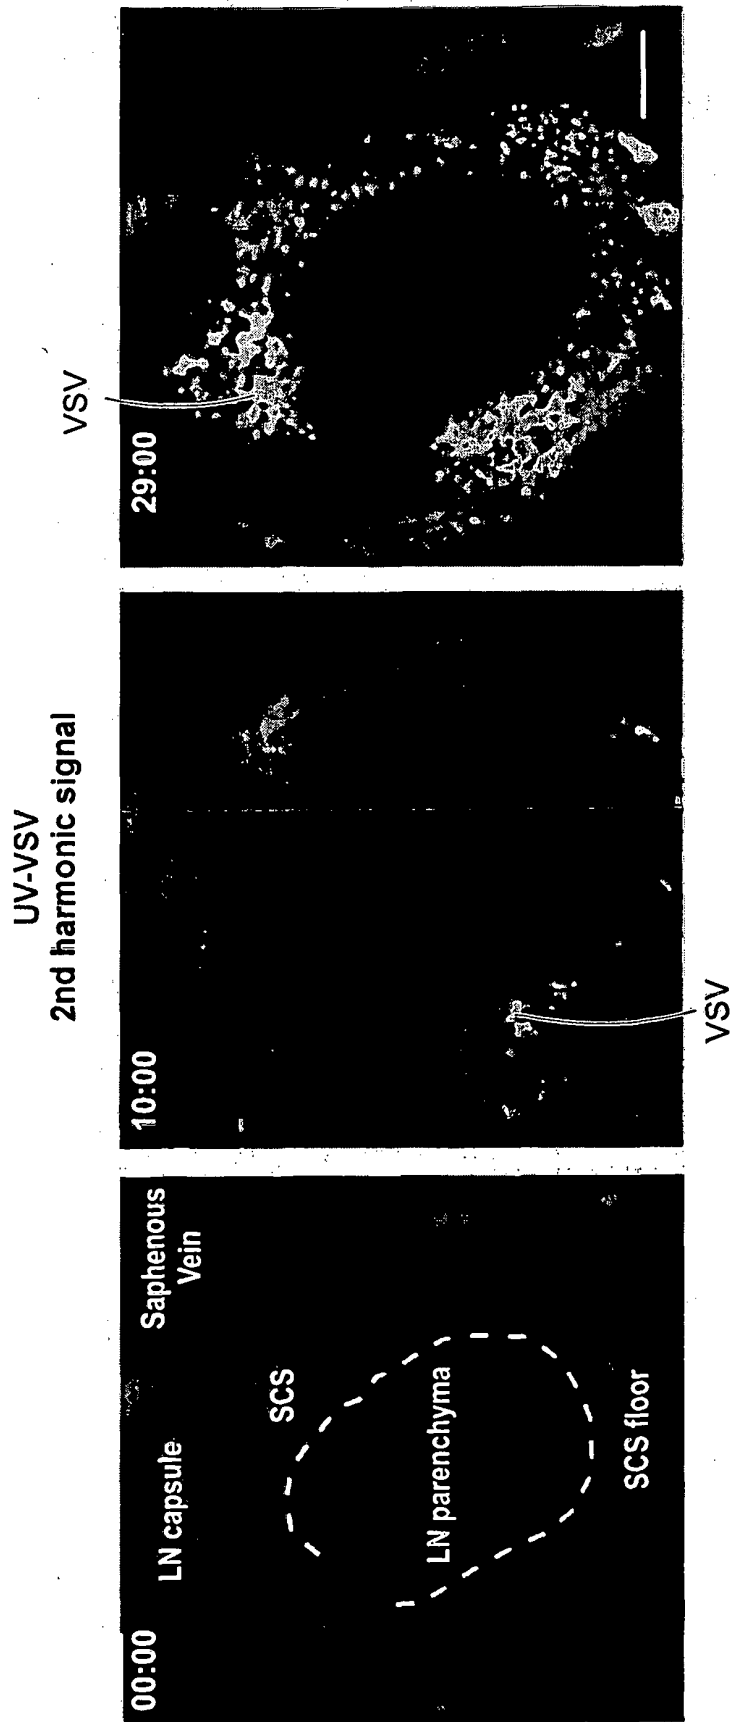 UV-VSV
2nd harmonic signal
00:00
LN capsule
SCS
Saphenous
Vein
LN parenchyma
SCS floor
10:00
VSV
29:00
VSV